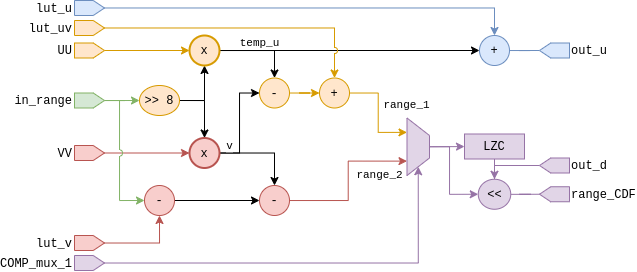 lut_u
lut_uv
UU
x
temp_u
+
out_u
in_range
>> 8
-
+
range_1
VV
x
v
LZC
out_d
range_2
-
-
<<
range_CDF
lut_v
COMP_mux_1